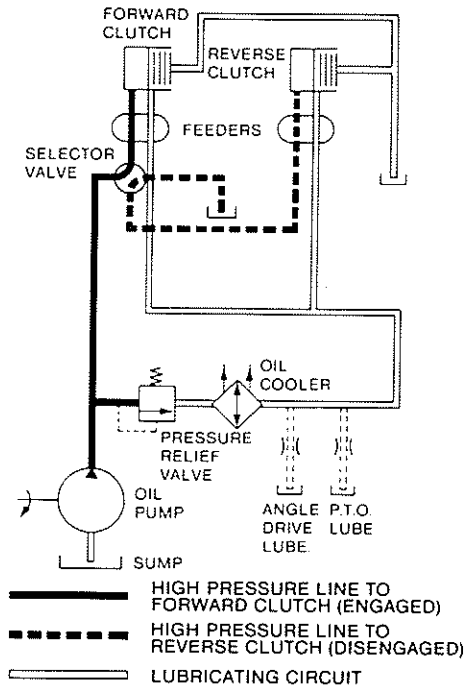 FORWARD
CLUTCH
REVERSE
CLUTCH
FEEDERS
SELECTOR
VALVE
OIL
COOLER
PRESSURE
RELIEF
VALVE
OIL
PUMP
ANGLE
DRIVE
LUBE.
P.T.O.
LUBE
SUMP
HIGH PRESSURE LINE TO
FORWARD CLUTCH (ENGAGED)
HIGH PRESSURE LINE TO
REVERSE CLUTCH (DISENGAGED)
LUBRICATING CIRCUIT